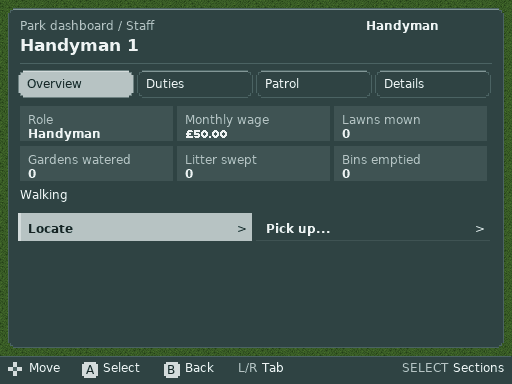 Park dashboard / Staff
Handyman
Handyman 1
Overview
Duties
Patrol
Details
Role
Handyman
Monthly wage
£50.00
Lawns mown
0
Gardens watered
0
Litter swept
0
Bins emptied
0
Walking
Locate >
Pick up... >
Move
A Select
B Back
L/R Tab
SELECT Sections